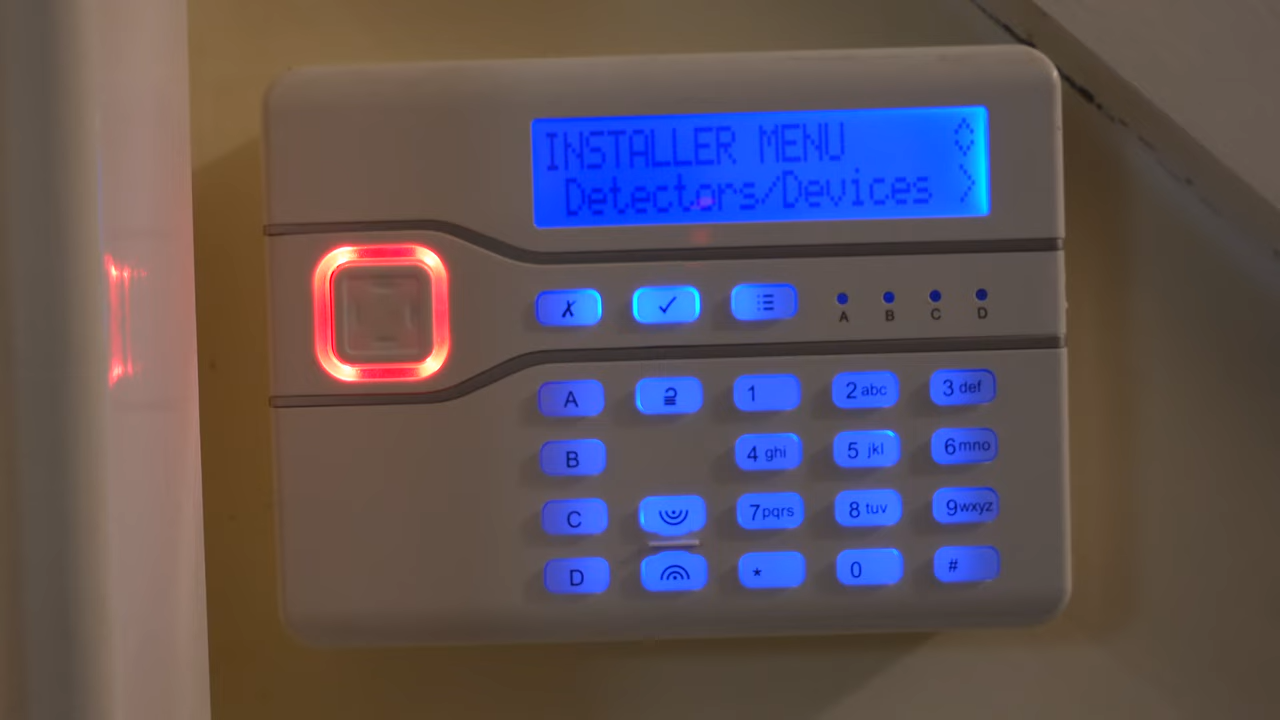 INSTALLER MENU
Detectors/Devices >
A B C D
A 1 2abc 3def
B 4ghi 5jkl 6mno
C 7pqrs 8tuv 9wxyz
D * 0 #